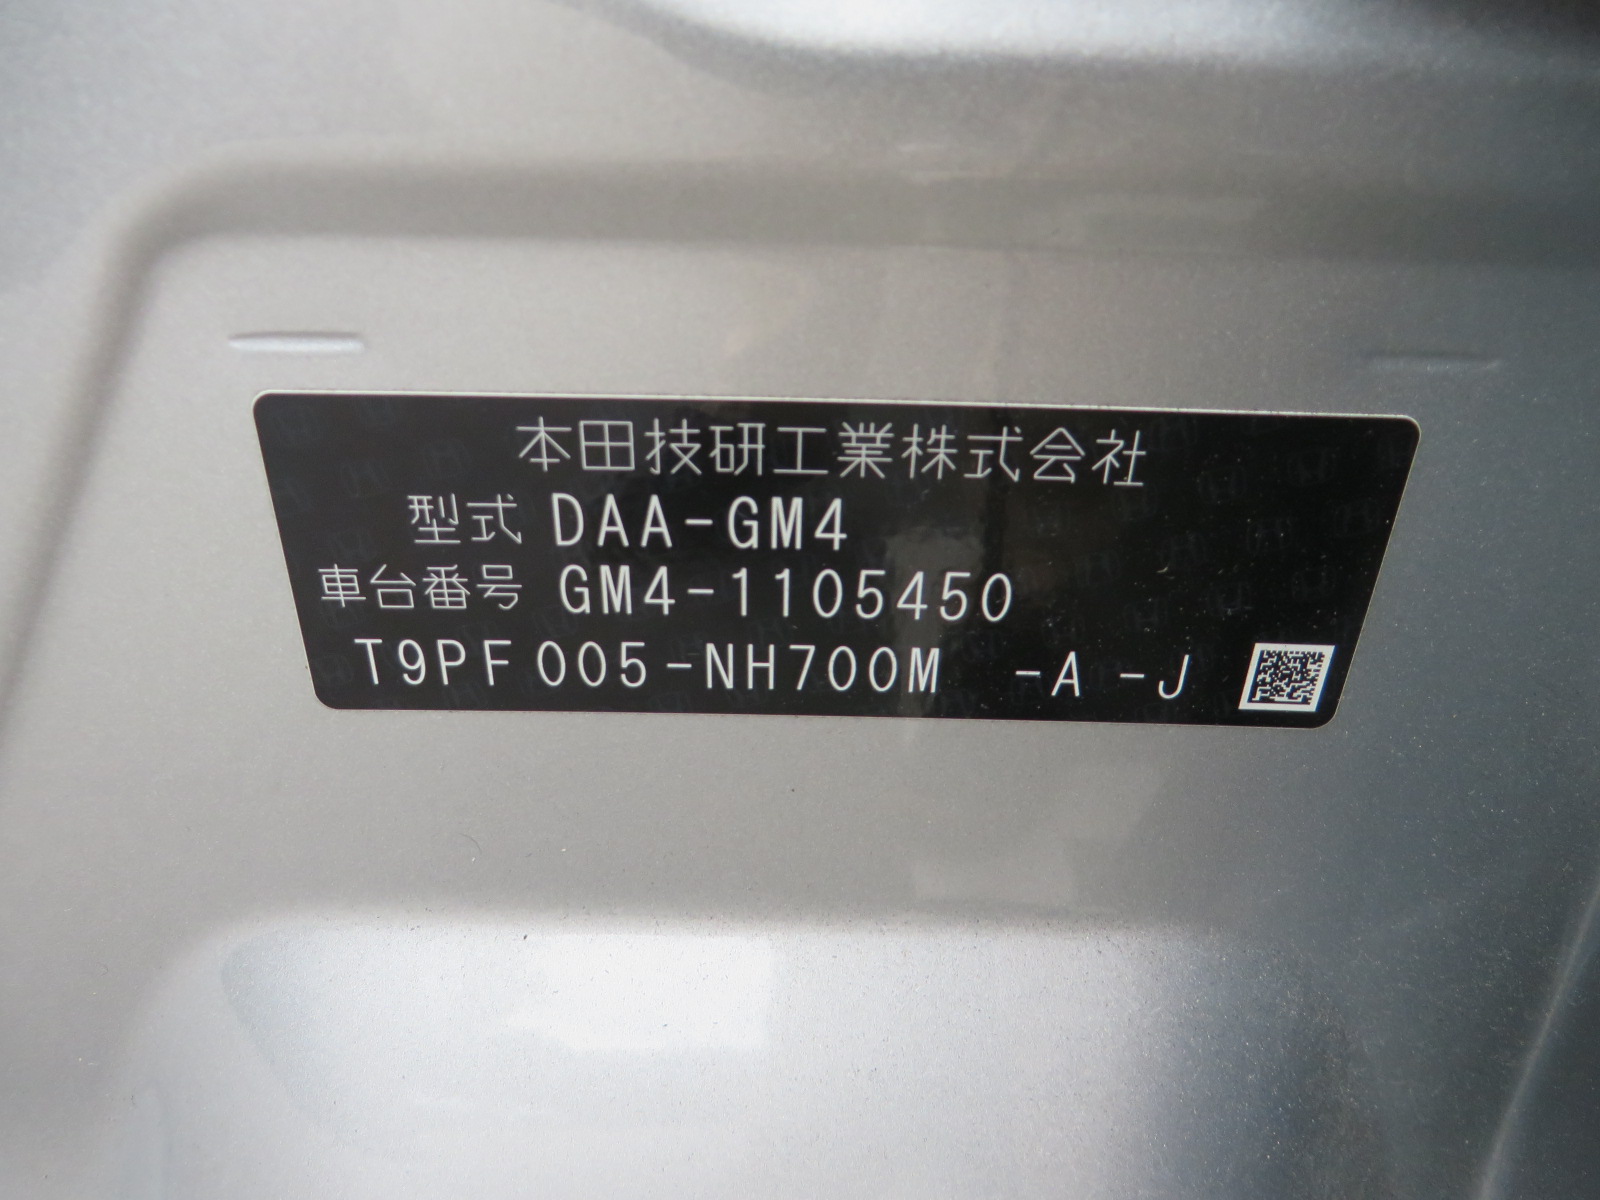 本田技研工業株式会社
型式 DAA-GM4
車台番号 GM4-1105450
T9PF005-NH700M -A -J